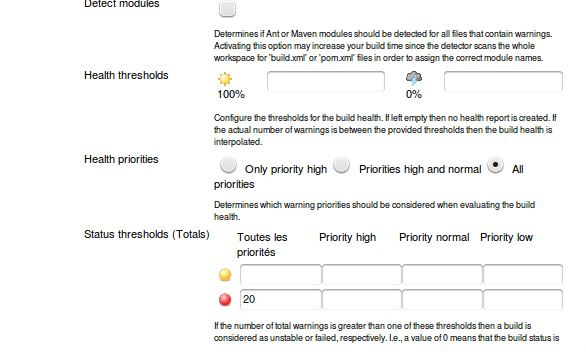 Detect modules
Determines if Ant or Maven modules should be detected for all files that contain warnings.
Activating this option may increase your build time since the detector scans the whole
workspace for 'build.xml' or 'pom.xml' files in order to assign the correct module names.
Health thresholds
100% 0%
Configure the thresholds for the build health. If left empty then no health report is created. If
the actual number of warnings is between the provided thresholds then the build health is
interpolated.
Health priorities
Only priority high Priorities high and normal All
priorities
Determines which warning priorities should be considered when evaluating the build
health.
Status thresholds (Totals) Toutes les Priority high Priority normal Priority low
priorités
20
If the number of total warnings is greater than one of these thresholds then a build is
considered as unstable or failed, respectively. I.e., a value of 0 means that the build status is